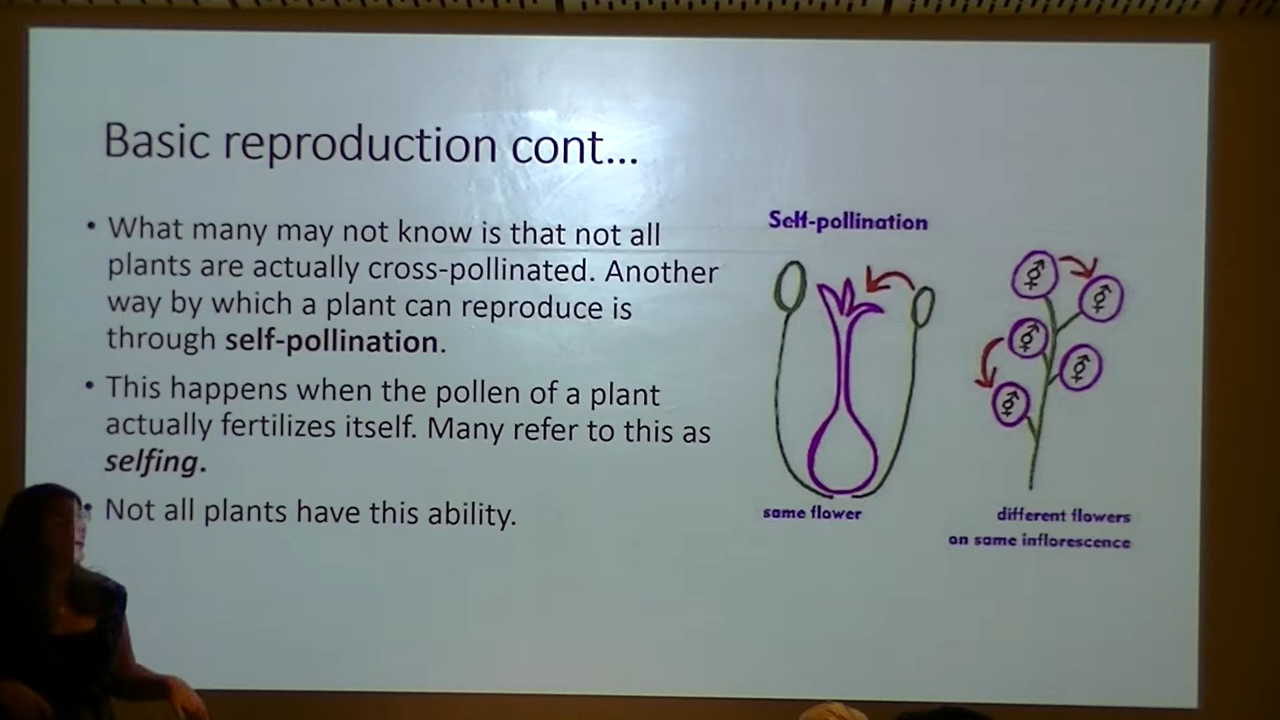 Basic reproduction cont...
• What many may not know is that not all
plants are actually cross-pollinated. Another
way by which a plant can reproduce is
through self-pollination.
• This happens when the pollen of a plant
actually fertilizes itself. Many refer to this as
selfing.
• Not all plants have this ability.
Self-pollination
same flower
different flowers
on same inflorescence